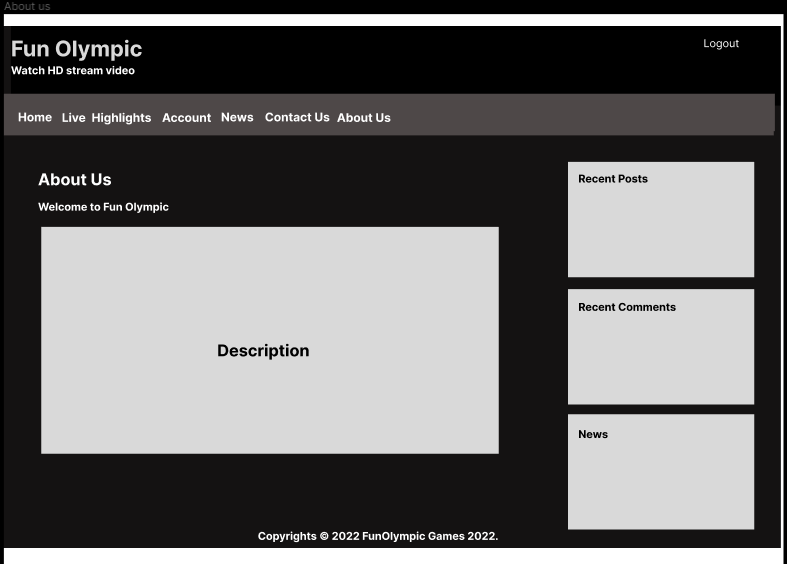 About us
Fun Olympic
Logout
Watch HD stream video
Home Live Highlights Account News Contact Us About Us
About Us
Welcome to Fun Olympic
Description
Recent Posts
Recent Comments
News
Copyrights © 2022 FunOlympic Games 2022.